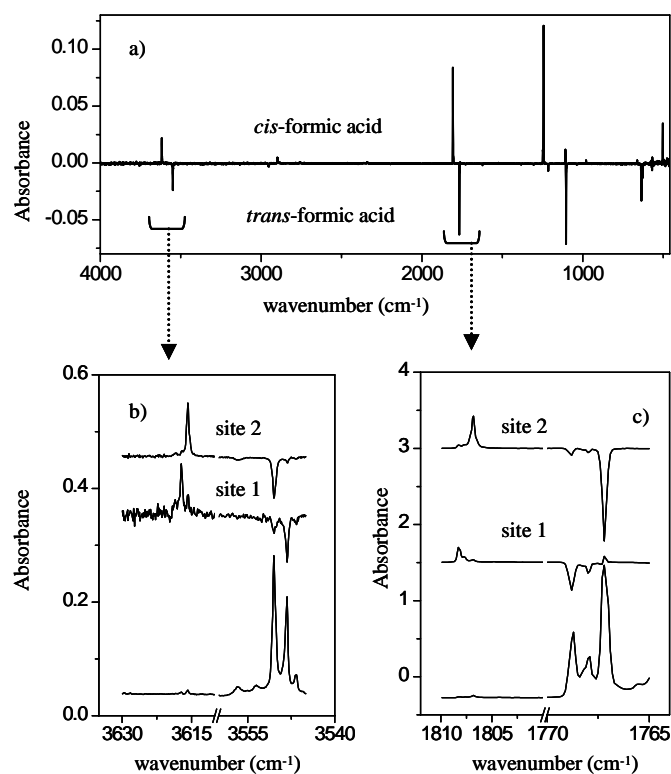 a)
0.10
0.05
0.00
-0.05
Absorbance
cis-formic acid
trans-formic acid
4000 3000 2000 1000
wavenumber (cm-1)
b)
0.6
0.4
0.2
0.0
Absorbance
site 2
site 1
3630 3615 3555 3540
wavenumber (cm-1)
c)
4
3
2
1
0
Absorbance
site 2
site 1
1810 1805 1770 1765
wavenumber (cm-1)